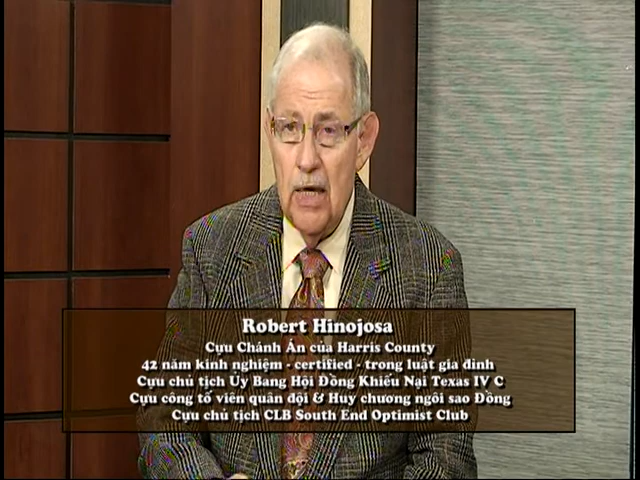 Robert Hinojosa
Cựu Chánh Án của Harris County
42 năm kinh nghiệm - certified - trong luật gia đình
Cựu chủ tịch Ủy Bang Hội Đồng Khiếu Nại Texas IV C
Cựu công tố viên quân đội & Huy chương ngôi sao Đồng
Cựu chủ tịch CLB South End Optimist Club